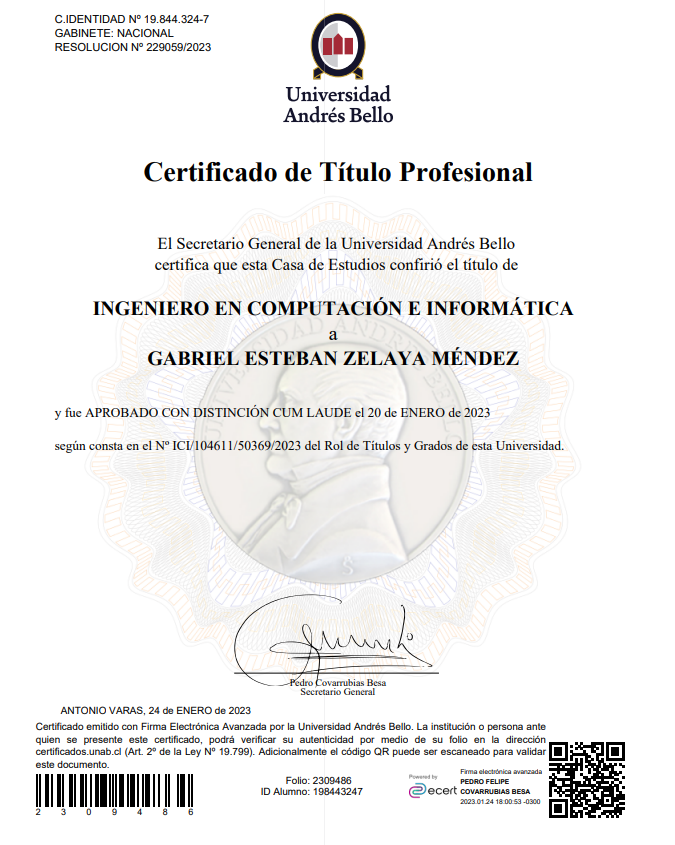 C.IDENTIDAD Nº 19.844.324-7
GABINETE: NACIONAL
RESOLUCION Nº 229059/2023
Universidad
Andrés Bello
Certificado de Título Profesional
El Secretario General de la Universidad Andrés Bello
certifica que esta Casa de Estudios confirió el título de
INGENIERO EN COMPUTACIÓN E INFORMÁTICA
a
GABRIEL ESTEBAN ZELAYA MÉNDEZ
UNIVERSIDAD ANDRES BELLO
y fue APROBADO CON DISTINCIÓN CUM LAUDE el 20 de ENERO de 2023
según consta en el Nº ICI/104611/50369/2023 del Rol de Títulos y Grados de esta Universidad.
Pedro Covarrubias Besa
Secretario General
ANTONIO VARAS, 24 de ENERO de 2023
Certificado emitido con Firma Electrónica Avanzada por la Universidad Andrés Bello. La institución o persona ante
quien se presente este certificado, podrá verificar su autenticidad por medio de su folio en la dirección
certificados.unab.cl (Art. 2º de la Ley Nº 19.799). Adicionalmente el código QR puede ser escaneado para validar
este documento.
2 3 0 9 4 8 6
Folio: 2309486
ID Alumno: 198443247
Powered by
ecert
Firma electrónica avanzada
PEDRO FELIPE
COVARRUBIAS BESA
2023.01.24 18:00:53 -0300